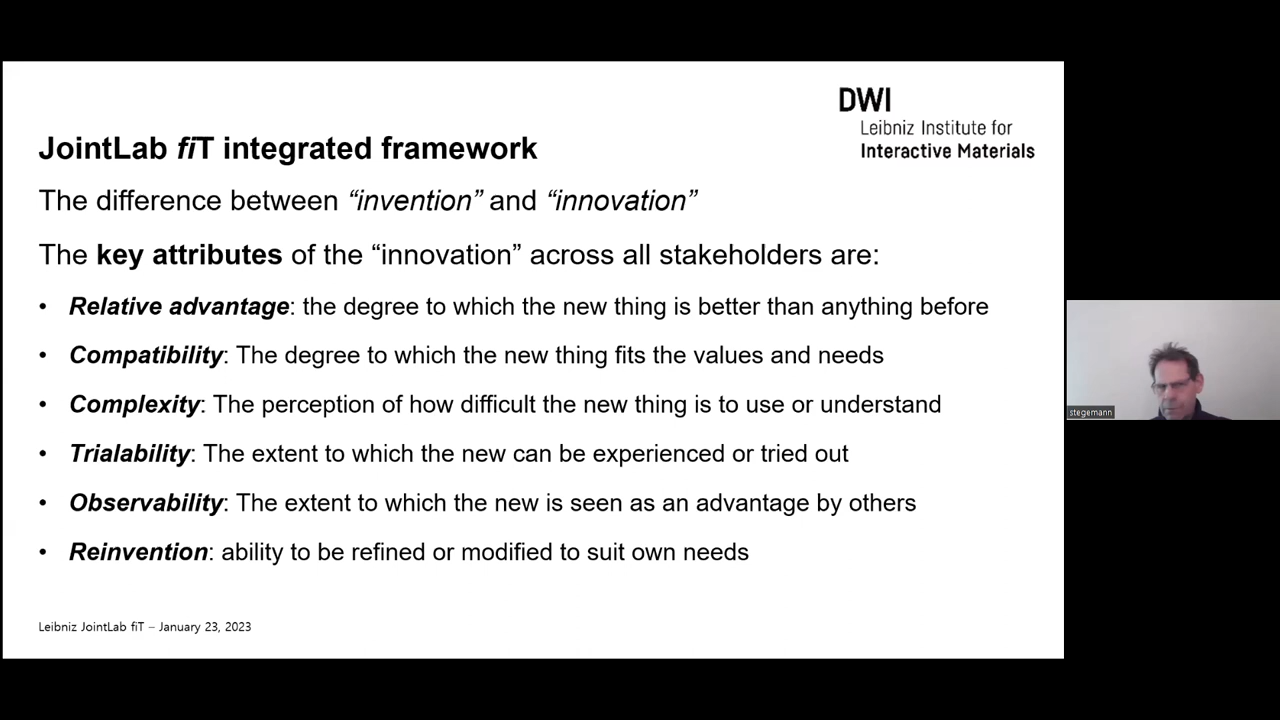 DWI
Leibniz Institute for
Interactive Materials
JointLab fiT integrated framework
The difference between “invention” and “innovation”
The key attributes of the “innovation” across all stakeholders are:
• Relative advantage: the degree to which the new thing is better than anything before
• Compatibility: The degree to which the new thing fits the values and needs
• Complexity: The perception of how difficult the new thing is to use or understand
• Trialability: The extent to which the new can be experienced or tried out
• Observability: The extent to which the new is seen as an advantage by others
• Reinvention: ability to be refined or modified to suit own needs
Leibniz JointLab fiT – January 23, 2023
stegemann